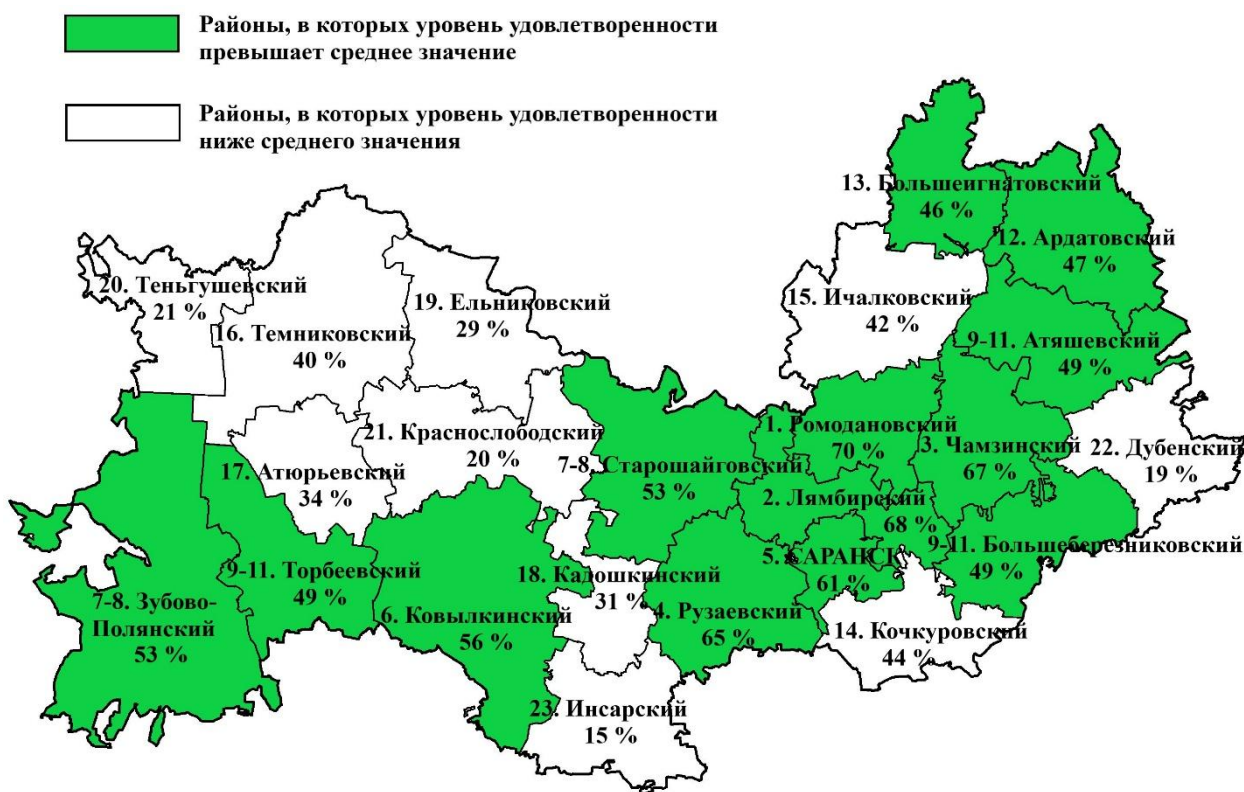 Районы, в которых уровень удовлетворенности
превышает среднее значение
Районы, в которых уровень удовлетворенности
ниже среднего значения
13. Большеигнатовский
46 %
12. Ардатовский
47 %
20. Теньгушевский
21 %
19. Ельниковский
29 %
15. Ичалковский
42 %
16. Темниковский
40 %
9-11. Атяшевский
49 %
21. Краснослободский
20 %
1. Ромодановский
70 %
3. Чамзинский
67 %
22. Дубенский
19 %
17. Атюрьевский
34 %
7-8. Старошайговский
53 %
2. Лямбирский
68 %
9-11. Большеберезниковский
49 %
5. САРАНСК
61 %
9-11. Торбеевский
49 %
18. Кадошкинский
31 %
7-8. Зубово-
Полянский
53 %
6. Ковылкинский
56 %
4. Рузаевский
65 %
14. Кочкуровский
44 %
23. Инсарский
15 %